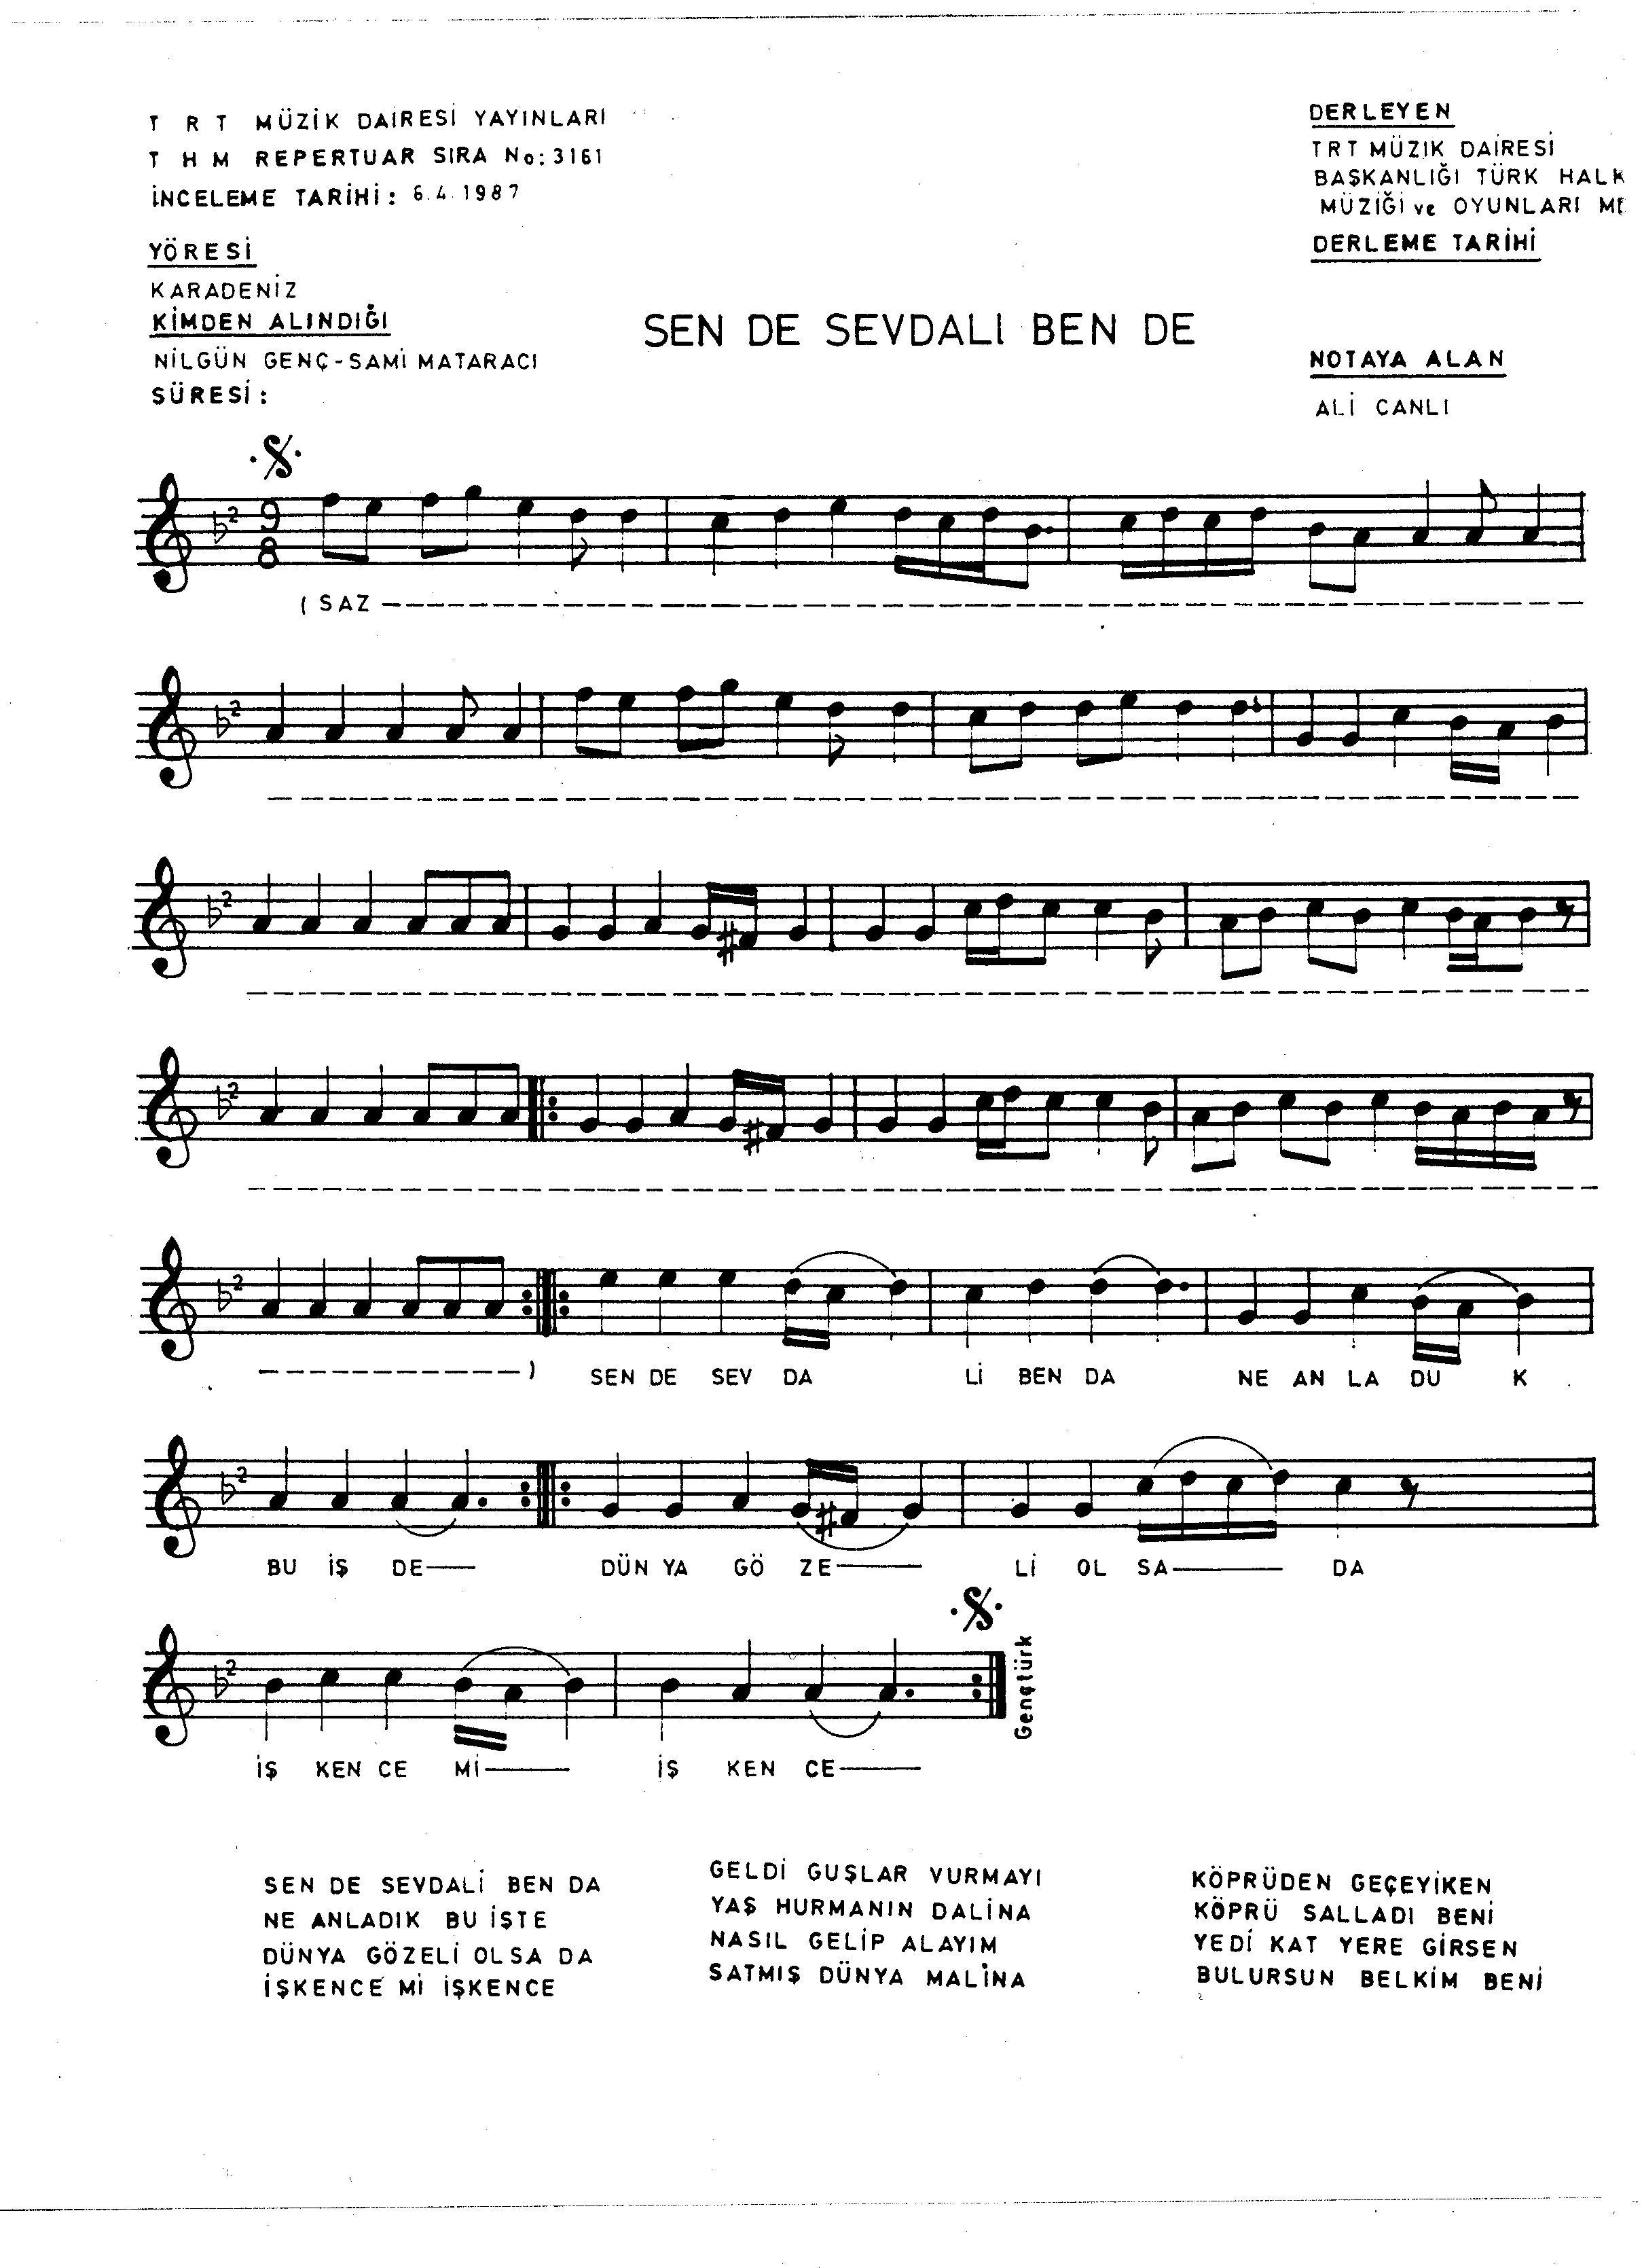 T R T MÜZİK DAİRESİ YAYINLARI
T H M REPERTUAR SIRA No: 3161
İNCELEME TARİHİ : 6.4.1987
YÖRESİ
KARADENİZ
KİMDEN ALINDIĞI
NİLGÜN GENÇ-SAMİ MATARACI
SÜRESİ :
DERLEYEN
TRT MÜZIK DAİRESİ
BAŞKANLIĞI TÜRK HALK
MÜZİĞİ ve OYUNLARI
DERLEME TARİHİ
NOTAYA ALAN
ALİ CANLI
SEN DE SEVDALI BEN DE
9
8
( SAZ
)
SEN DE SEV DA Lİ BEN DA NE AN LA DU K
BU İŞ DE DÜN YA GÖ ZE Lİ OL SA DA
İŞ KEN CE Mİ İŞ KEN CE
Gençtürk
SEN DE SEVDALİ BEN DA
NE ANLADIK BU İŞTE
DÜNYA GÖZELİ OLSA DA
İŞKENCE Mİ İŞKENCE
GELDİ GUŞLAR VURMAYI
YAŞ HURMANIN DALİNA
NASIL GELİP ALAYIM
SATMIŞ DÜNYA MALİNA
KÖPRÜDEN GEÇEYİKEN
KÖPRÜ SALLADI BENİ
YEDİ KAT YERE GİRSEN
BULURSUN BELKİM BENİ